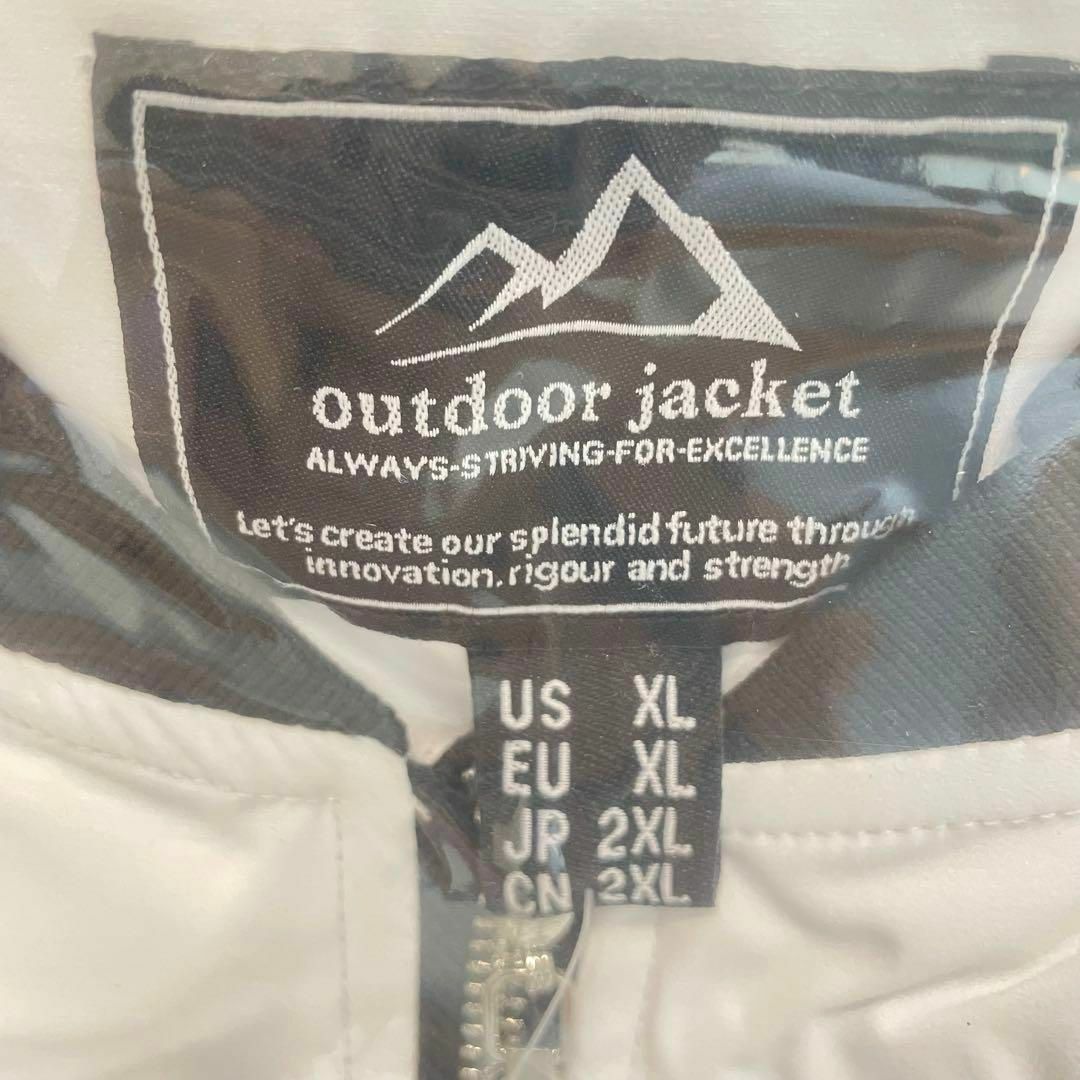 outdoor jacket
ALWAYS-STRIVING-FOR-EXCELLENCE
Let's create our splendid future through
innovation.rigour and strength
US XL
EU XL
JR 2XL
CN 2XL